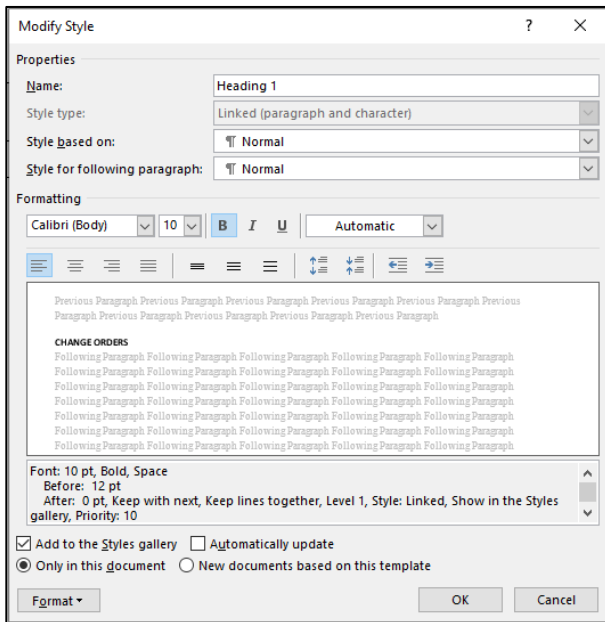 Modify Style ? ×
Properties
Name: Heading 1
Style type: Linked (paragraph and character)
Style based on: ¶ Normal
Style for following paragraph: ¶ Normal
Formatting
Calibri (Body) 10 B I U Automatic
Previous Paragraph Previous Paragraph Previous Paragraph Previous Paragraph Previous Paragraph Previous
Paragraph Previous Paragraph Previous Paragraph Previous Paragraph Previous Paragraph
CHANGE ORDERS
Following Paragraph Following Paragraph Following Paragraph Following Paragraph Following Paragraph
Following Paragraph Following Paragraph Following Paragraph Following Paragraph Following Paragraph
Following Paragraph Following Paragraph Following Paragraph Following Paragraph Following Paragraph
Following Paragraph Following Paragraph Following Paragraph Following Paragraph Following Paragraph
Following Paragraph Following Paragraph Following Paragraph Following Paragraph Following Paragraph
Following Paragraph Following Paragraph Following Paragraph Following Paragraph Following Paragraph
Following Paragraph Following Paragraph Following Paragraph Following Paragraph Following Paragraph
Font: 10 pt, Bold, Space
Before: 12 pt
After: 0 pt, Keep with next, Keep lines together, Level 1, Style: Linked, Show in the Styles
gallery, Priority: 10
Add to the Styles gallery Automatically update
Only in this document New documents based on this template
Format OK Cancel